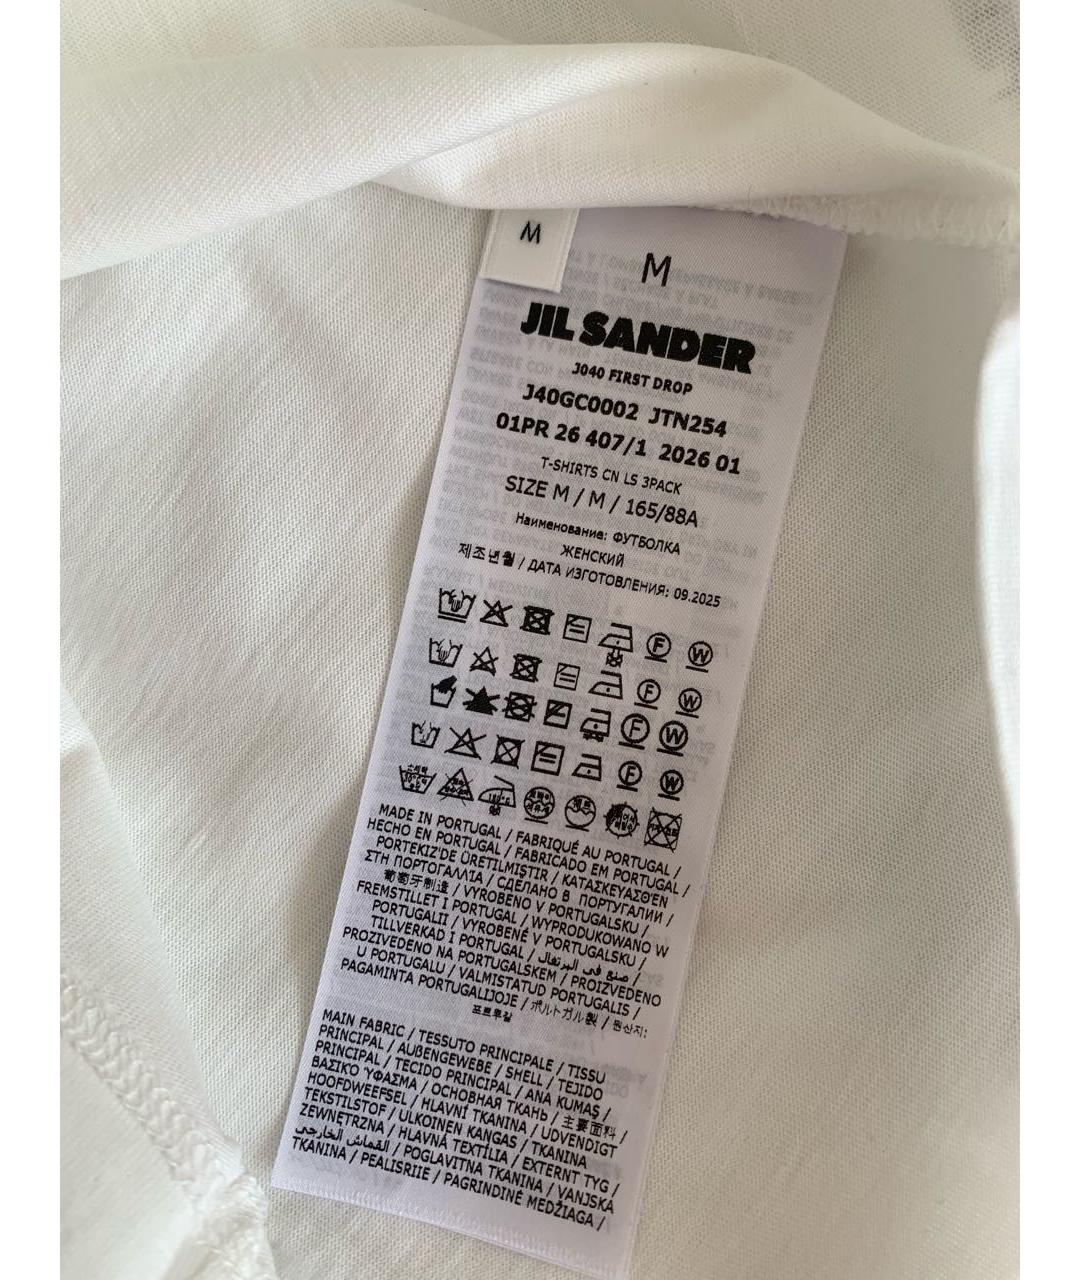 M
M
JIL SANDER
J040 FIRST DROP
J40GC0002 JTN254
01PR 26 407/1 2026 01
T-SHIRTS CN LS 3PACK
SIZE M / M / 165/88A
Наименование: ФУТБОЛКА
ЖЕНСКИЙ
제조년월 / ДАТА ИЗГОТОВЛЕНИЯ: 09.2025
F W
F W
F W
F W
MADE IN PORTUGAL / FABRIQUÉ AU PORTUGAL /
HECHO EN PORTUGAL / FABRICADO EM PORTUGAL /
PORTEKIZ'DE ÜRETILMIŞTIR / ΚΑΤΑΣΚΕΥΑΣΘ'ΕΝ
ΣΤΗ ΠΟΡΤΟΓΑΛΛΊΑ / СДЕЛАНО В ПОРТУГАЛИИ /
葡萄牙制造 / VYROBENO V PORTUGALSKU /
FREMSTILLET I PORTUGAL / WYPRODUKOWANO W
PORTUGALII / VYROBENÉ V PORTUGALSKU /
TILLVERKAD I PORTUGAL / صنع في البرتغال /
PROIZVEDENO NA PORTUGALSKEM / PROIZVEDENO
U PORTUGALU / VALMISTATUD PORTUGALIS /
PAGAMINTA PORTUGALIJOJE / ポルトガル製 / 원산지:
포르투갈
MAIN FABRIC / TESSUTO PRINCIPALE / TISSU
PRINCIPAL / AUßENGEWEBE / SHELL / TEJIDO
PRINCIPAL / TECIDO PRINCIPAL / ANA KUMAŞ /
ΒΑΣΙΚΌ ΎΦΑΣΜΑ / ОСНОВНАЯ ТКАНЬ / 主要面料 /
HOOFDWEEFSEL / HLAVNÍ TKANINA / UDVENDIGT
TEKSTILSTOF / ULKOINEN KANGAS / TKANINA
ZEWNĘTRZNA / HLAVNÁ TEXTÍLIA / EXTERNT TYG /
القماش الخارجي / POGLAVITNA TKANINA / VANJSKA
TKANINA / PEALISRIIE / PAGRINDINĖ MEDŽIAGA /